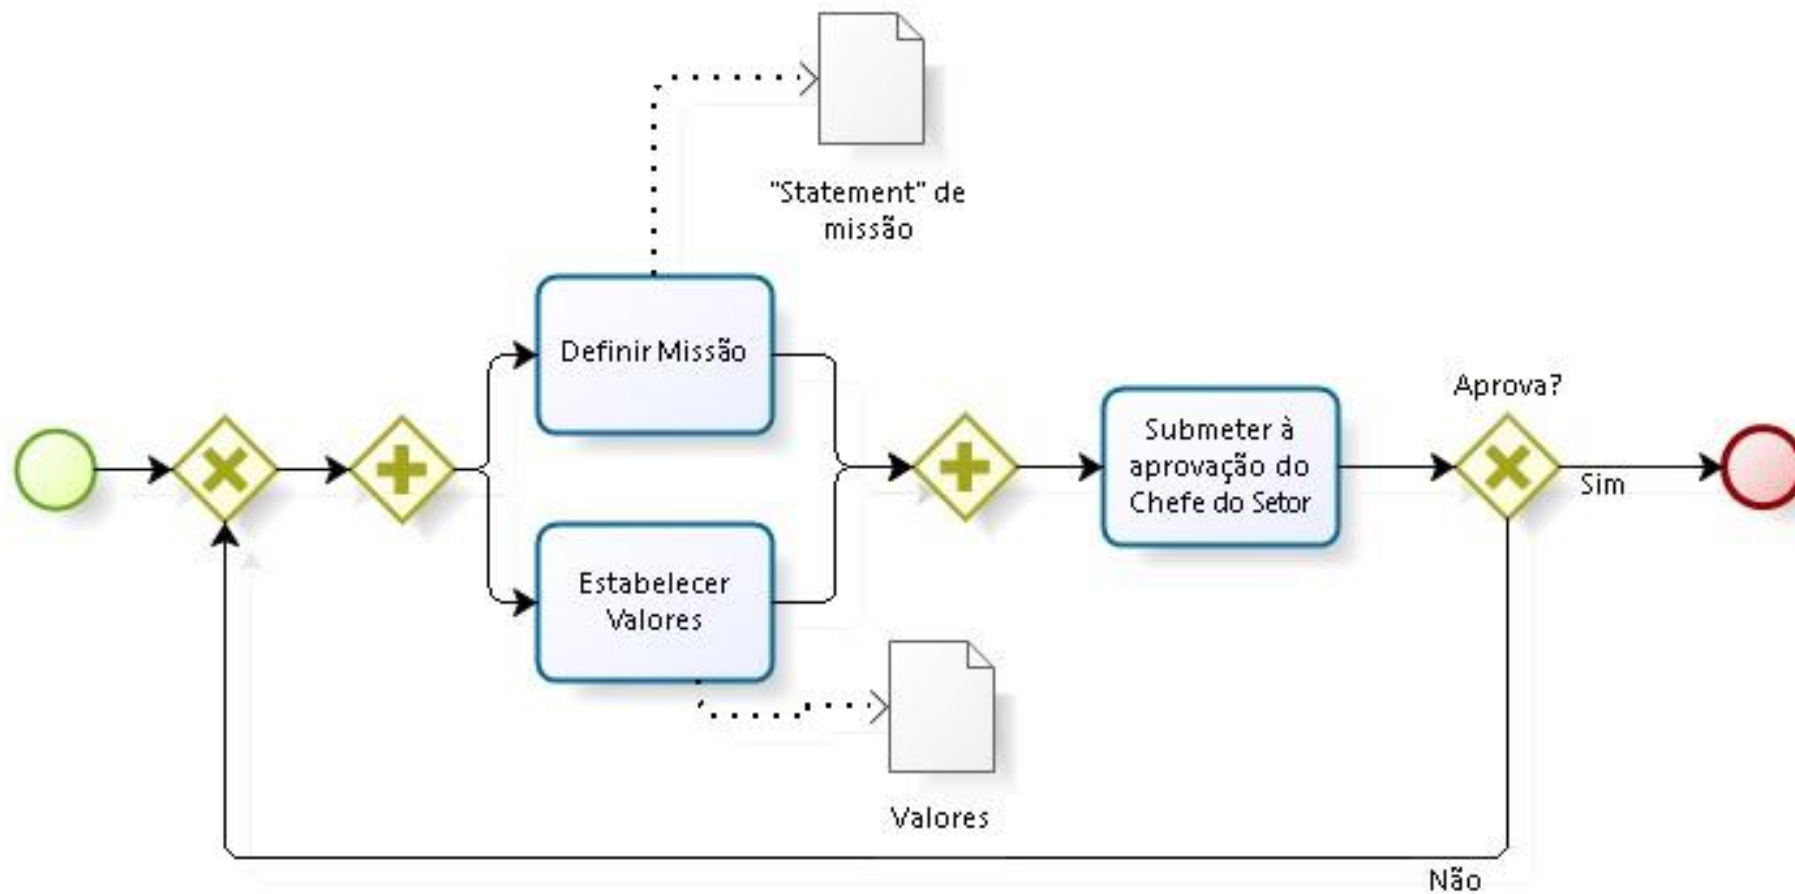 "Statement" de
missão
Definir Missão
Aprova?
Submeter à
aprovação do
Chefe do Setor
Sim
Estabelecer
Valores
Valores
Não